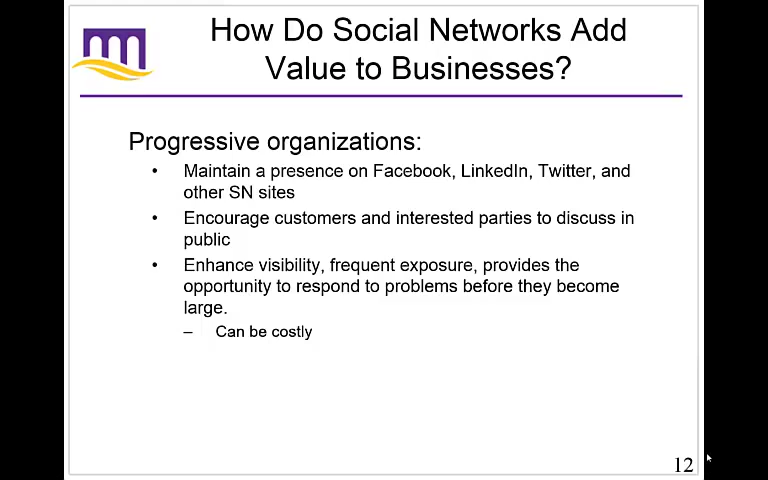 How Do Social Networks Add
Value to Businesses?
Progressive organizations:
• Maintain a presence on Facebook, LinkedIn, Twitter, and
other SN sites
• Encourage customers and interested parties to discuss in
public
• Enhance visibility, frequent exposure, provides the
opportunity to respond to problems before they become
large.
– Can be costly
12